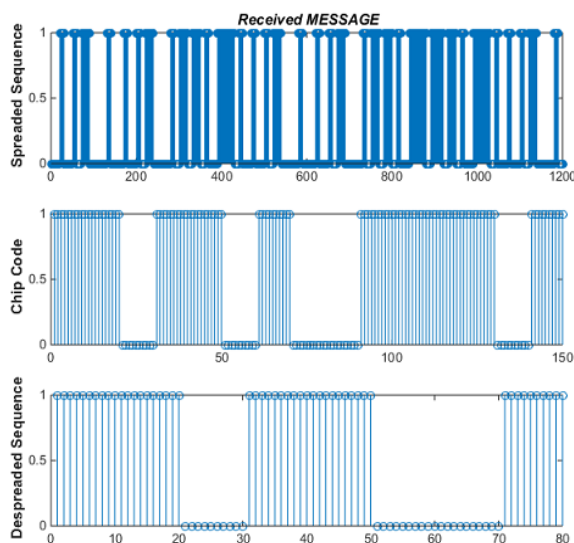 Received MESSAGE
Spreaded Sequence
1
0.5
0
0 200 400 600 800 1000 1200
Chip Code
1
0.5
0
0 50 100 150
Despreaded Sequence
1
0.5
0
0 10 20 30 40 50 60 70 80